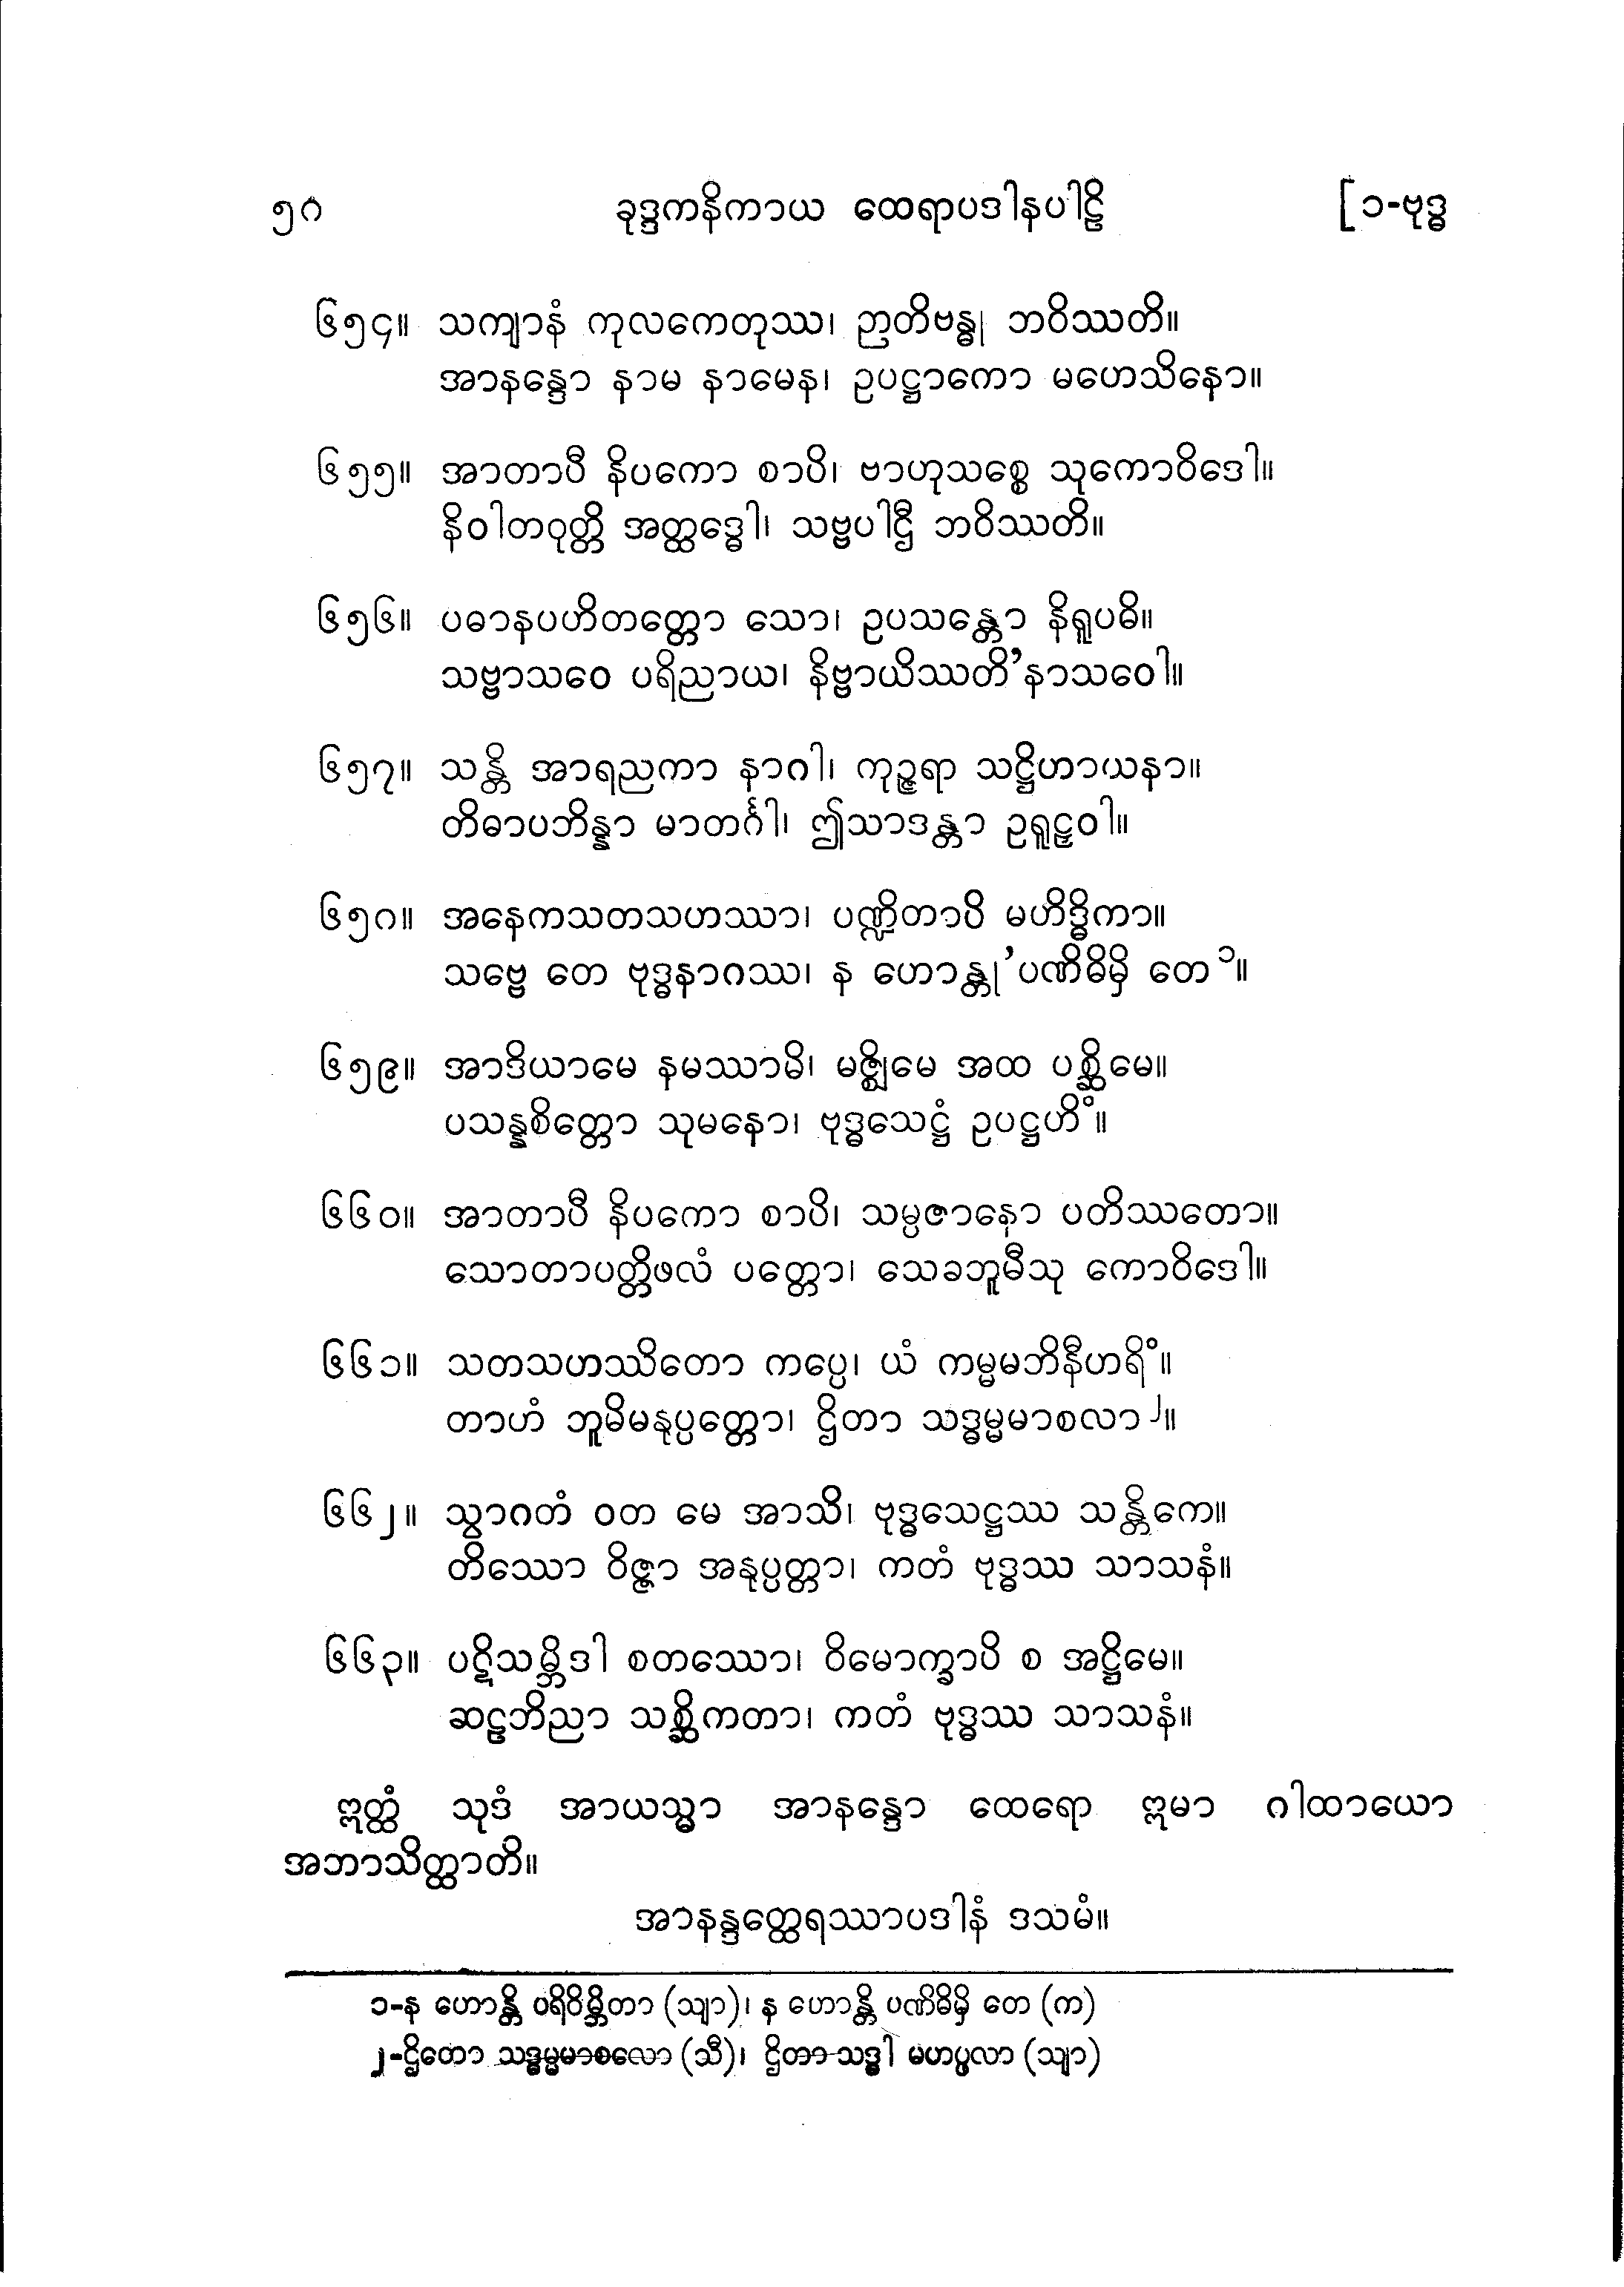 ၅၈ ခုဒ္ဒကနိကာယ ထေရာပဒါနပါဠိ [ ၁-ဗုဒ္ဓ
၆၅၄။ သကျာနံ ကုလကေတုဿ၊ ဉာတိဗန္ဓု ဘဝိဿတိ။
အာနန္ဒော နာမ နာမေန၊ ဥပဋ္ဌာကော မဟေသိနော။
၆၅၅။ အာတာပီ နိပကော စာပိ၊ ဗာဟုသစ္စေ သုကောဝိဒေါ။
နိဝါတဝုတ္တိ အတ္ထဒ္ဓေါ၊ သဗ္ဗပါဌီ ဘဝိဿတိ။
၆၅၆။ ပဓာနပဟိတတ္တော သော၊ ဥပသန္တော နိရူပဓိ။
သဗ္ဗာသဝေ ပရိညာယ၊ နိဗ္ဗာယိဿတိ’နာသဝေါ။
၆၅၇။ သန္တိ အာရညကာ နာဂါ၊ ကုဉ္ဇရာ သဋ္ဌိဟာယနာ။
တိဓာပဘိန္နာ မာတင်္ဂါ၊ ဤသာဒန္တာ ဥရူဠှဝါ။
၆၅၈။ အနေကသတသဟဿာ၊ ပဏ္ဍိတာပိ မဟိဒ္ဓိကာ။
သဗ္ဗေ တေ ဗုဒ္ဓနာဂဿ၊ န ဟောန္တု’ပဏိဓိမှိ တေ ၁။
၆၅၉။ အာဒိယာမေ နမဿာမိ၊ မဇ္ဈိမေ အထ ပစ္ဆိမေ။
ပသန္နစိတ္တော သုမနော၊ ဗုဒ္ဓသေဋ္ဌံ ဥပဋ္ဌဟိံ။
၆၆၀။ အာတာပီ နိပကော စာပိ၊ သမ္ပဇာနော ပတိဿတော။
သောတာပတ္တိဖလံ ပတ္တော၊ သေခဘူမီသု ကောဝိဒေါ။
၆၆၁။ သတသဟဿိတော ကပ္ပေ၊ ယံ ကမ္မမဘိနီဟရိံ။
တာဟံ ဘူမိမနုပ္ပတ္တော၊ ဌိတာ သဒ္ဓမ္မမာစလာ ၂။
၆၆၂။ သွာဂတံ ဝတ မေ အာသိ၊ ဗုဒ္ဓသေဋ္ဌဿ သန္တိကေ။
တိဿော ဝိဇ္ဇာ အနုပ္ပတ္တာ၊ ကတံ ဗုဒ္ဓဿ သာသနံ။
၆၆၃။ ပဋိသမ္ဘိဒါ စတဿော၊ ဝိမောက္ခာပိ စ အဋ္ဌိမေ။
ဆဠဘိညာ သစ္ဆိကတာ၊ ကတံ ဗုဒ္ဓဿ သာသနံ။
ဣတ္ထံ သုဒံ အာယသ္မာ အာနန္ဒော ထေရော ဣမာ ဂါထာယော
အဘာသိတ္ထာတိ။
အာနန္ဒတ္ထေရဿာပဒါနံ ဒသမံ။
၁-န ဟောန္တိ ပရိဝိမ္ဘိတာ (သျာ)၊ န ဟောန္တိ ပဏိဓိမှိ တေ (က)
၂-ဌိတော သဒ္ဓမ္မမာစလော (သီ)၊ ဌိတာ သဒ္ဓါ မဟပ္ဖလာ (သျာ)